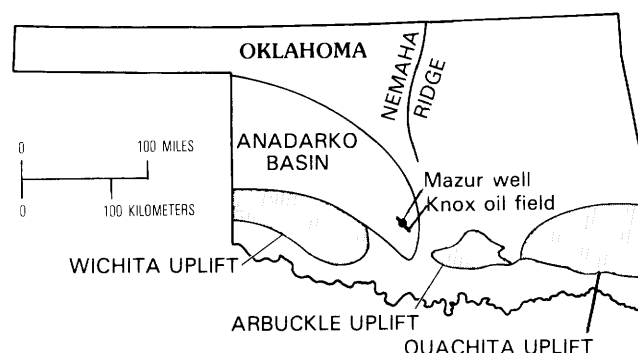 OKLAHOMA
NEMAHA
RIDGE
ANADARKO
BASIN
0
100 MILES
0
100 KILOMETERS
Mazur well
Knox oil field
WICHITA UPLIFT
ARBUCKLE UPLIFT
OUACHITA UPLIFT